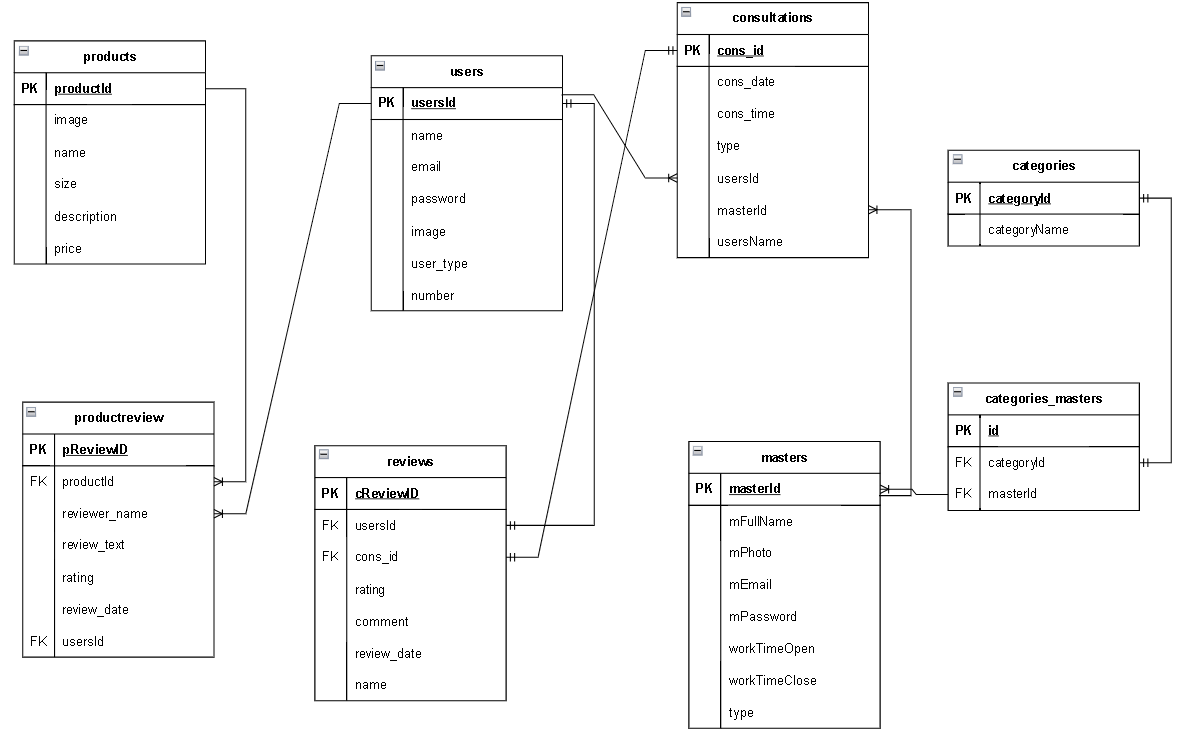 products
PK productId
image
name
size
description
price
users
PK usersId
name
email
password
image
user_type
number
consultations
PK cons_id
cons_date
cons_time
type
usersId
masterId
usersName
categories
PK categoryId
categoryName
productreview
PK pReviewID
FK productId
reviewer_name
review_text
rating
review_date
FK usersId
reviews
PK cReviewID
FK usersId
FK cons_id
rating
comment
review_date
name
masters
PK masterId
mFullName
mPhoto
mEmail
mPassword
workTimeOpen
workTimeClose
type
categories_masters
PK id
FK categoryId
FK masterId